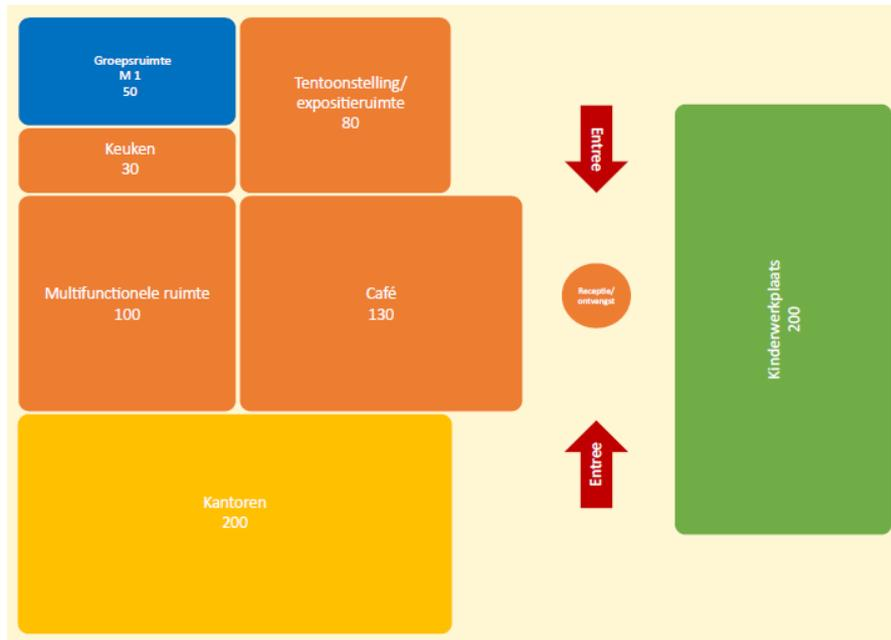 Groepsruimte
M 1
50
Tentoonstelling/
expositieruimte
80
Keuken
30
Entree
Multifunctionele ruimte
100
Café
130
Receptie/
ontvangst
Kinderwerkplaats
200
Entree
Kantoren
200